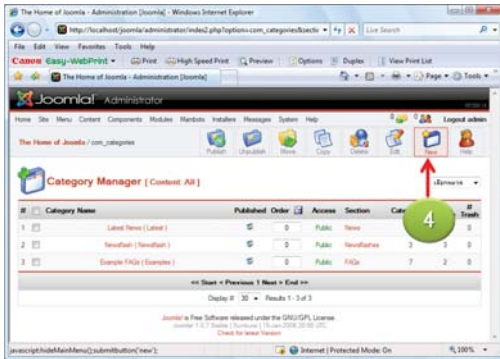 The Home of Joomla - Administration [Joomla] - Windows Internet Explorer
http://localhost/joomla/administrator/index2.php?option=com_categories&sectic
Live Search
File Edit View Favorites Tools Help
Canon Easy-WebPrint Print High Speed Print Preview Options Duplex View Print List
The Home of Joomla - Administration [Joomla]
Page Tools
Joomla! Administrator
Home Site Menu Content Components Modules Mambots Installers Messages System Help Logout admin
The Home of Joomla / com_categories
Publish Unpublish Move Copy Delete Edit New Help
Category Manager [ Content: All ]
4
# Category Name Published Order Access Section # Trash
1 Latest News ( Latest ) 0 Public News 0
2 Newsflash ( Newsflash ) 0 Public Newsflashes 3 3 0
3 Example FAQs ( Examples ) 0 Public FAQs 7 2 0
<< Start < Previous 1 Next > End >>
Display # 30 Results 1 - 3 of 3
Joomla! is Free Software released under the GNU/GPL License.
Check for latest Version
javascript:hideMainMenu();submitbutton('new');
Internet | Protected Mode: On
100%